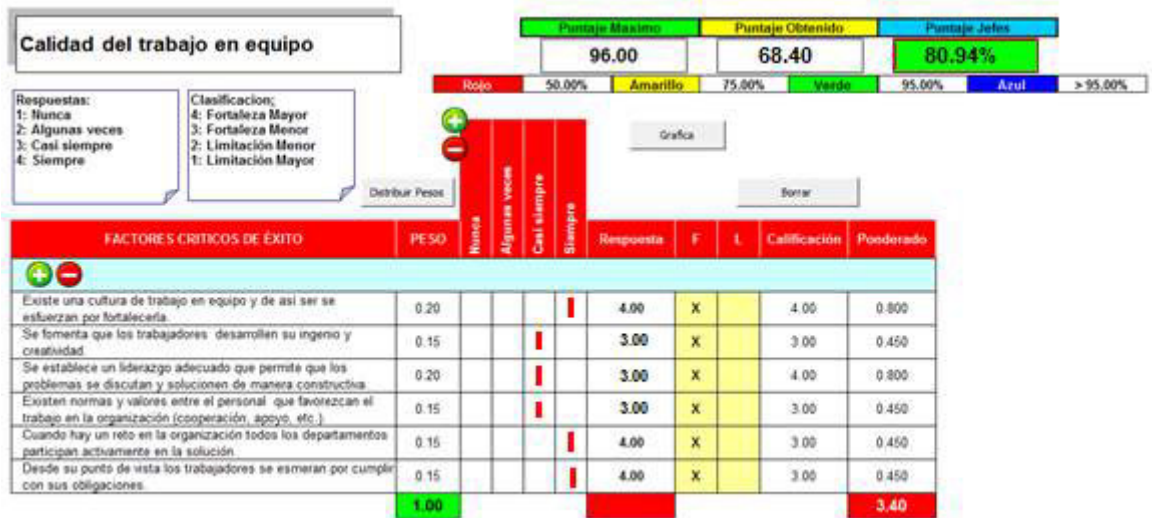 Calidad del trabajo en equipo
Puntaje Maximo Puntaje Obtenido Puntaje Jefes
96.00 68.40 80.94%
Rojo 50.00% Amarillo 75.00% Verde 95.00% Azul > 95.00%
Respuestas:
1: Nunca
2: Algunas veces
3: Casi siempre
4: Siempre
Clasificacion;
4: Fortaleza Mayor
3: Fortaleza Menor
2: Limitación Menor
1: Limitación Mayor
Grafica
Distribuir Pesos
Borrar
FACTORES CRITICOS DE ÉXITO PESO Nunca Algunas veces Casi siempre Siempre Respuesta F L Calificación Ponderado
Existe una cultura de trabajo en equipo y de asi ser se
esfuerzan por fortalecerla. 0.20 4.00 X 4.00 0.800
Se fomenta que los trabajadores desarrollen su ingenio y
creatividad. 0.15 3.00 X 3.00 0.450
Se establece un liderazgo adecuado que permite que los
problemas se discutan y solucionen de manera constructiva. 0.20 3.00 X 4.00 0.800
Existen normas y valores entre el personal que favorezcan el
trabajo en la organización (cooperación, apoyo, etc.) 0.15 3.00 X 3.00 0.450
Cuando hay un reto en la organización todos los departamentos
participan activamente en la solución. 0.15 4.00 X 3.00 0.450
Desde su punto de vista los trabajadores se esmeran por cumplir
con sus obligaciones. 0.15 4.00 X 3.00 0.450
1.00 3.40